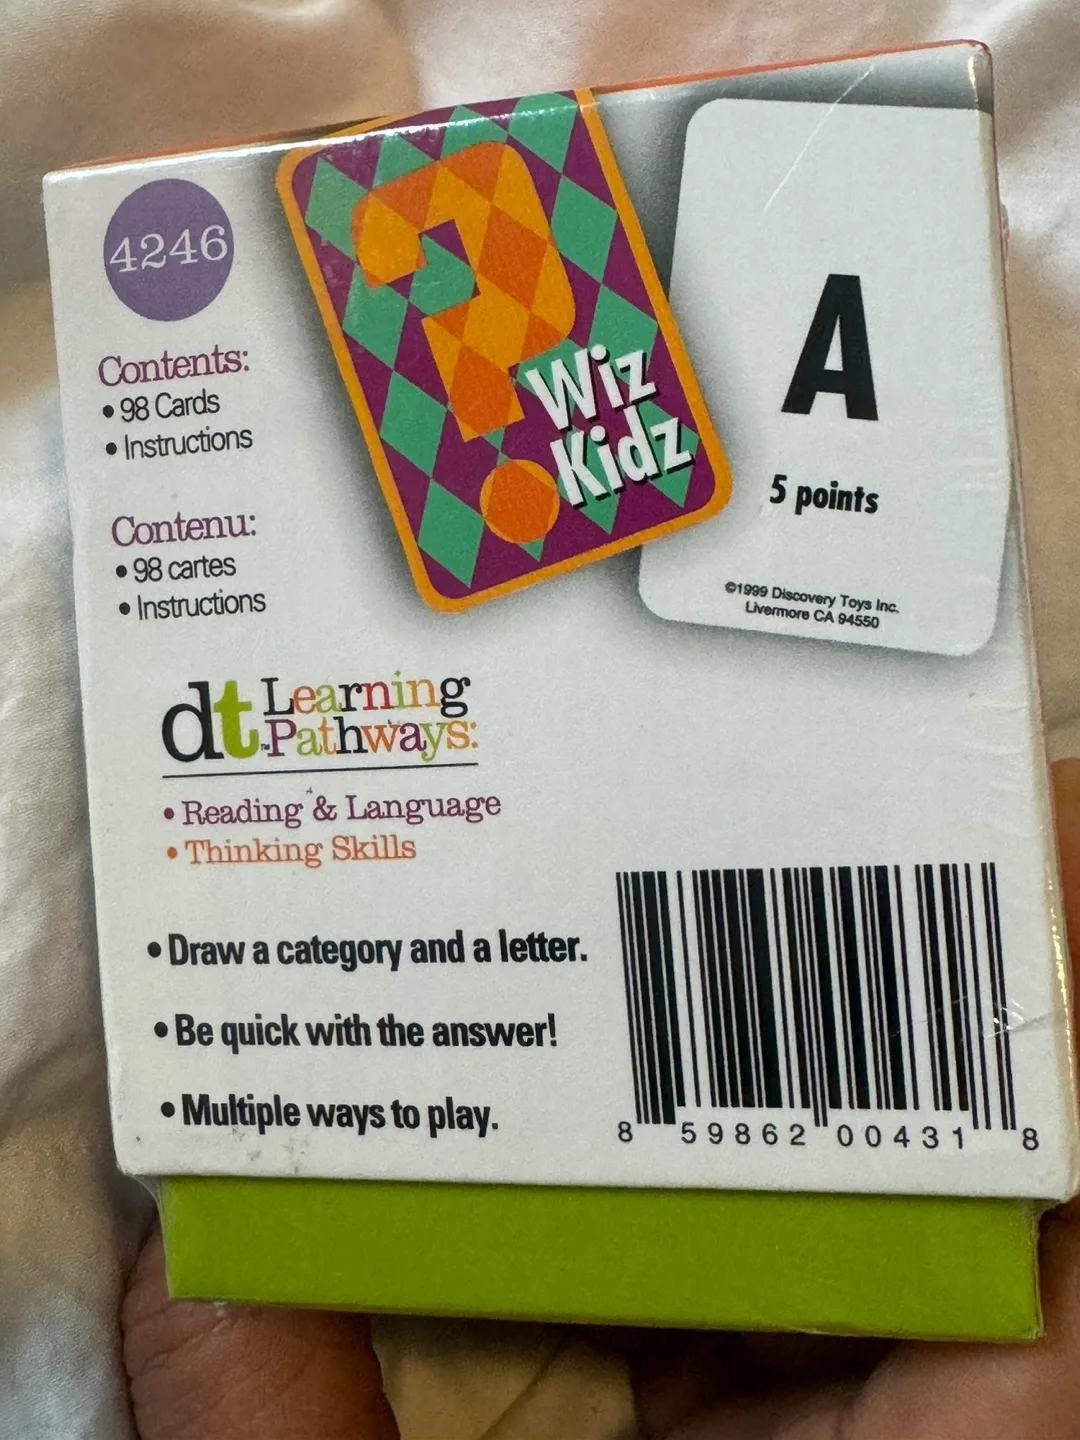 4246
Contents:
• 98 Cards
• Instructions
Contenu:
• 98 cartes
• Instructions
Wiz
Kidz
A
5 points
©1999 Discovery Toys Inc.
Livermore CA 94550
dt Learning
™Pathways:
• Reading & Language
• Thinking Skills
• Draw a category and a letter.
• Be quick with the answer!
• Multiple ways to play.
8 59862 00431 8